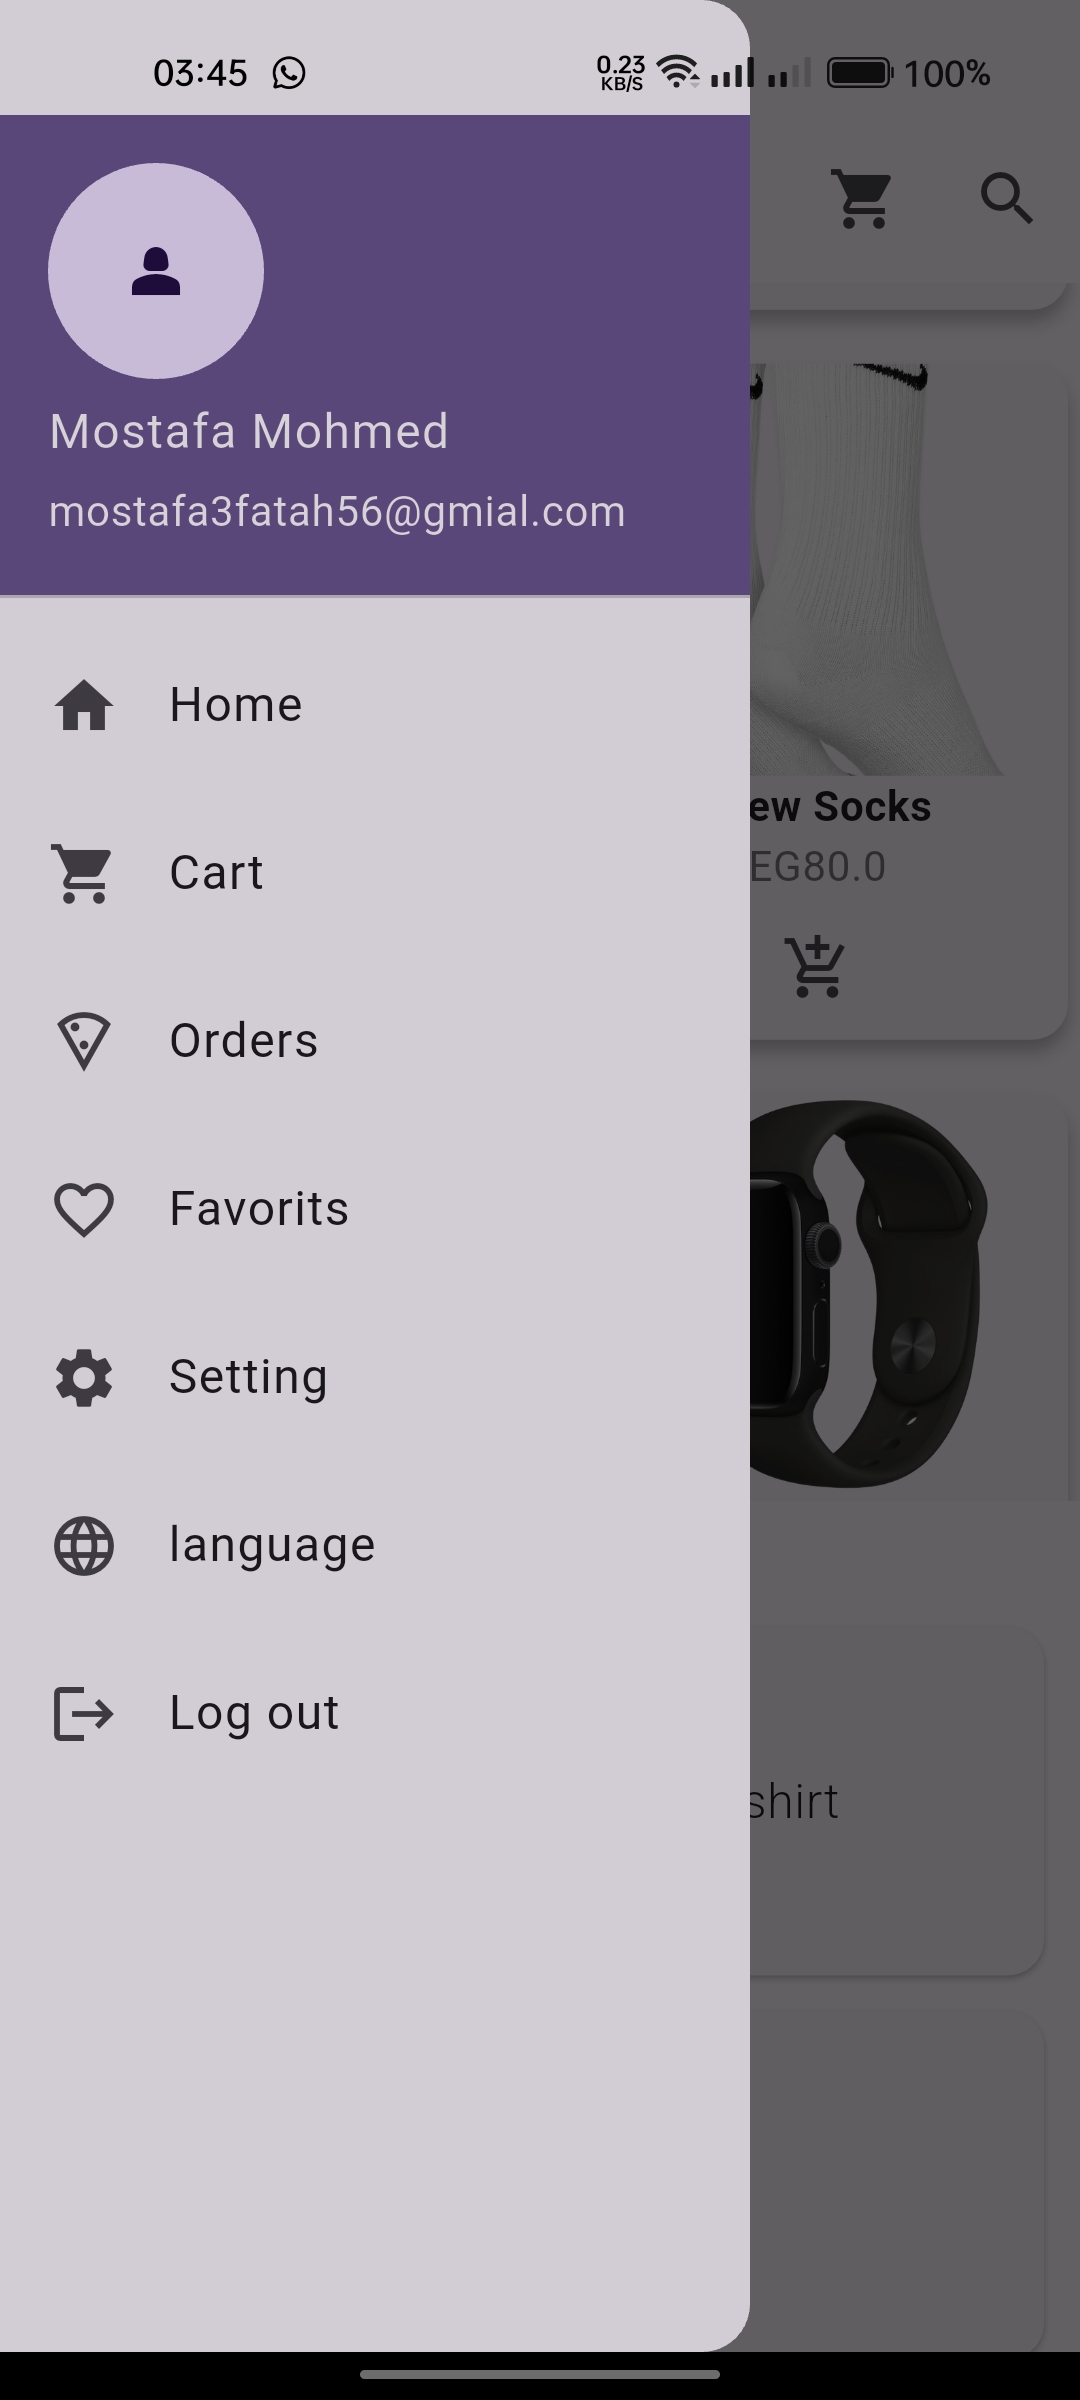 03:45
0.23
KB/S
100%
Mostafa Mohmed
mostafa3fatah56@gmial.com
Home
ew Socks
Cart
EG80.0
Orders
Favorits
Setting
language
Log out
shirt